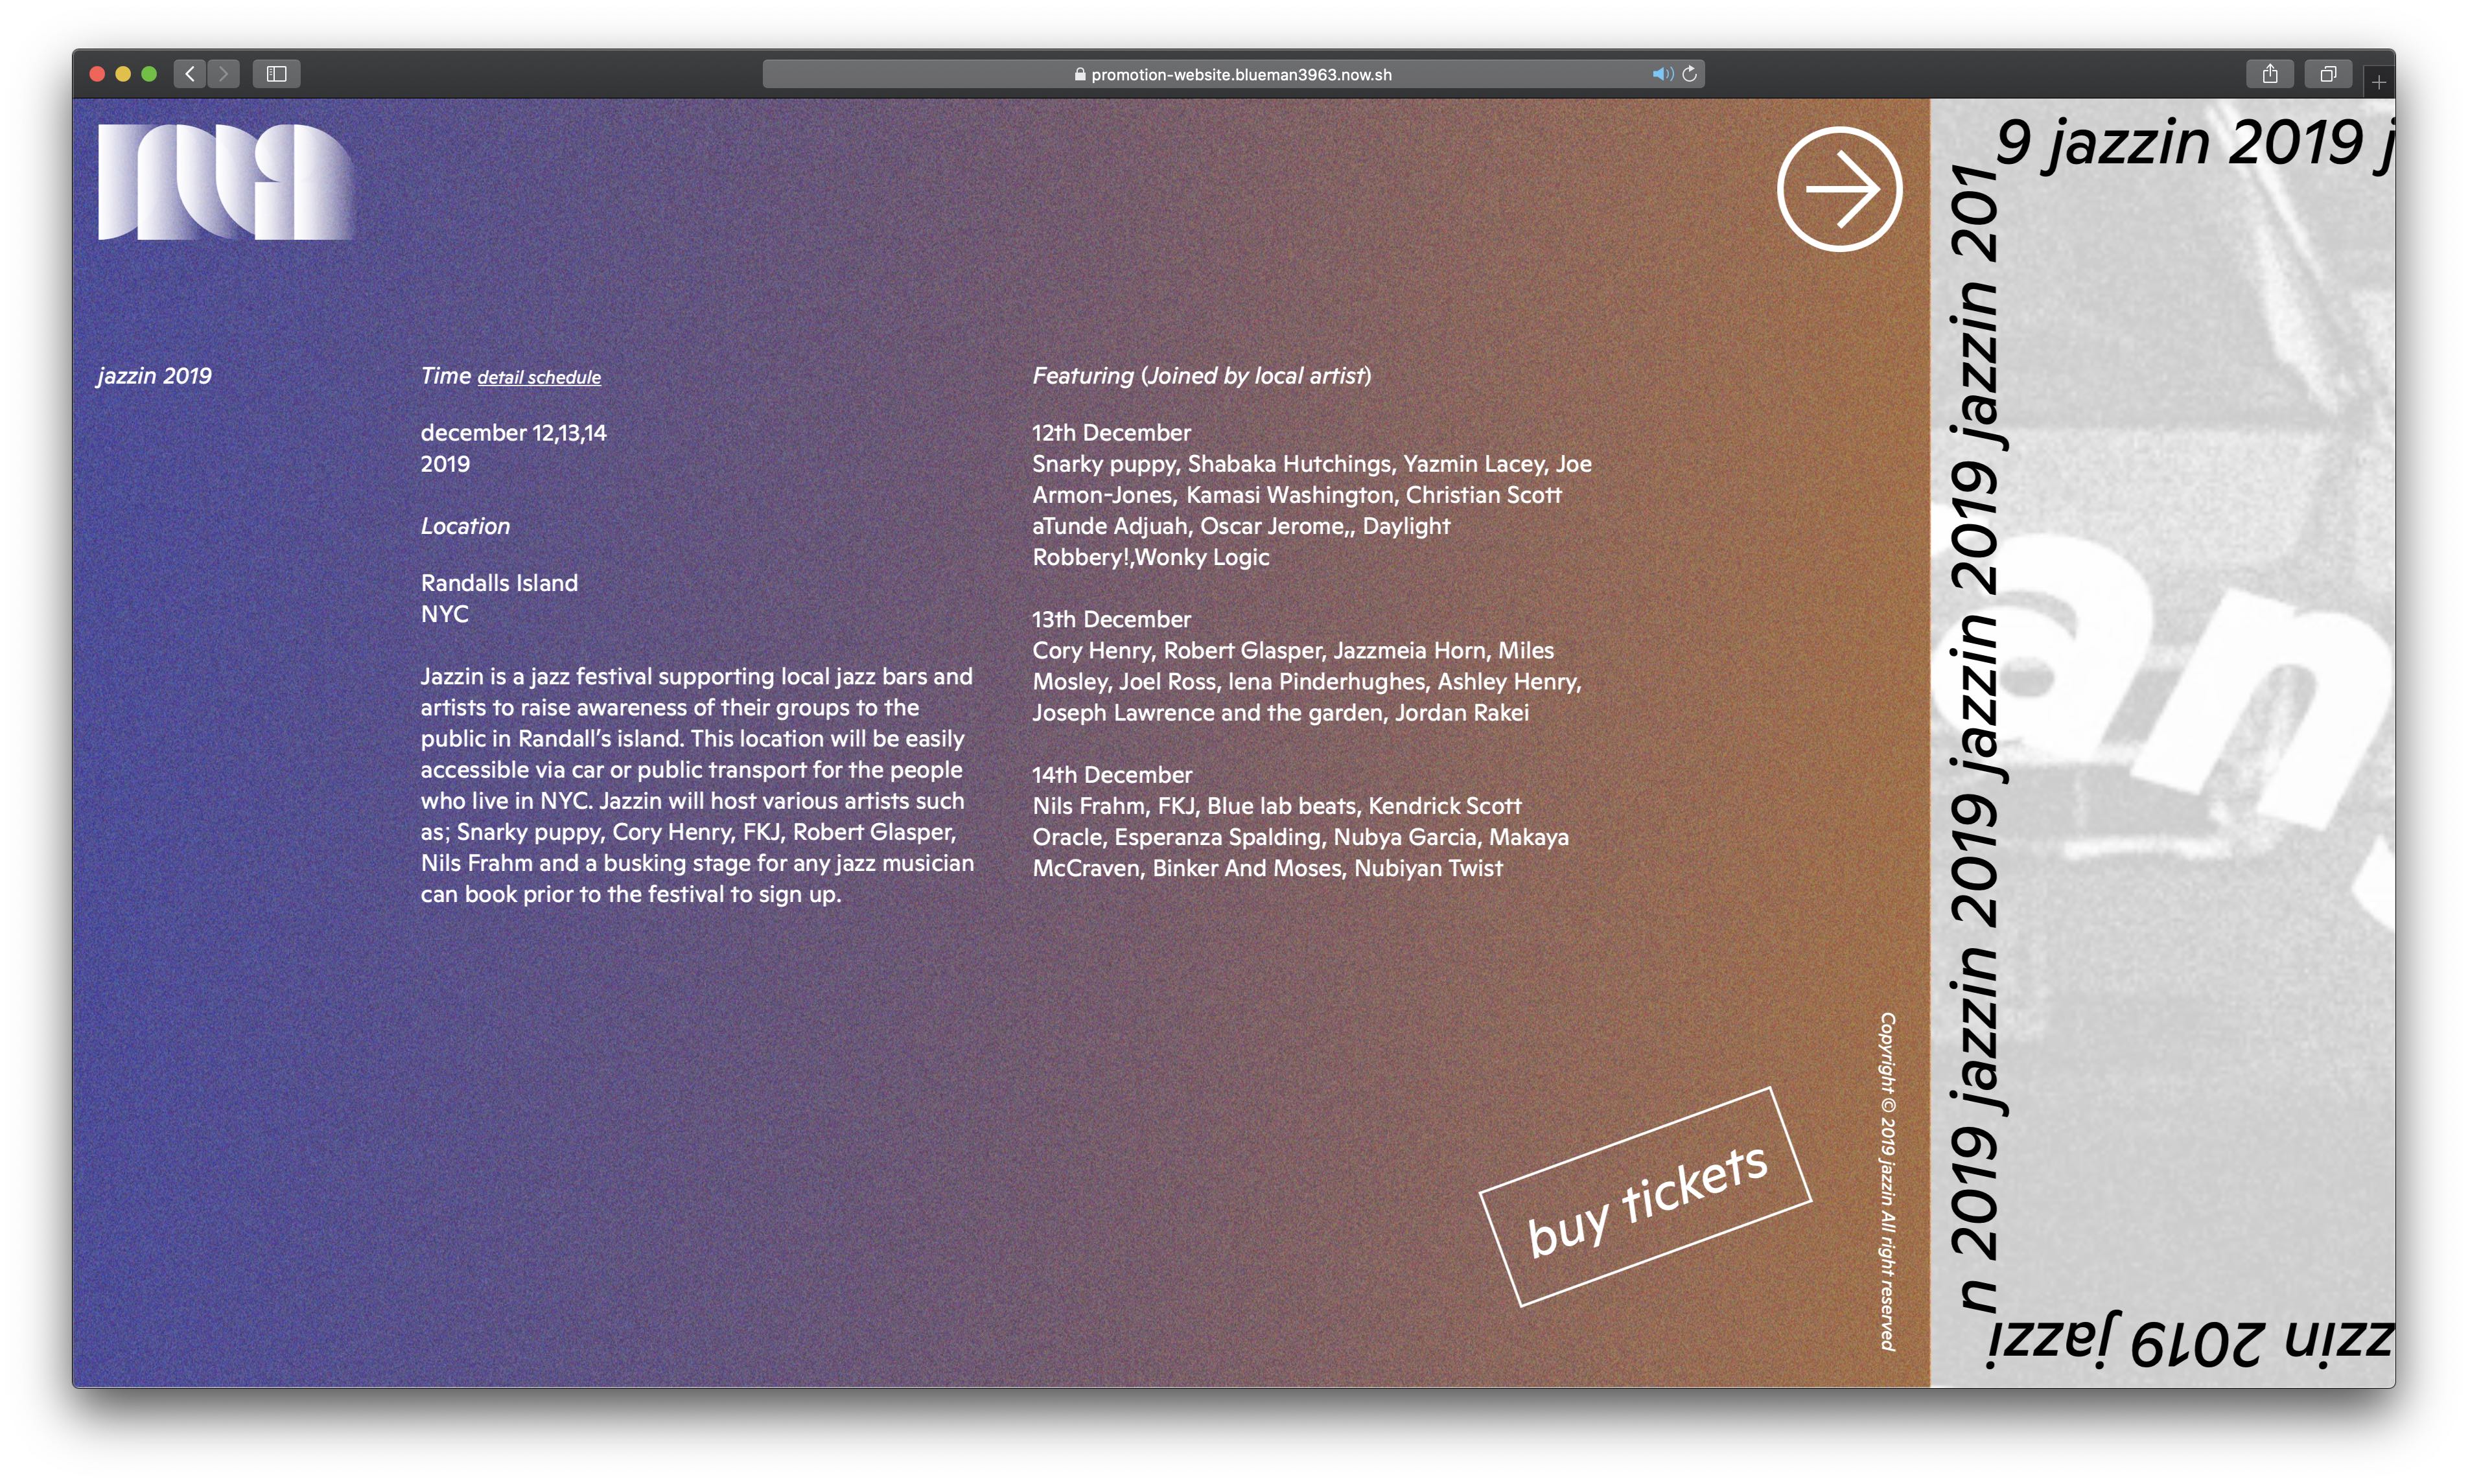 promotion-website.blueman3963.now.sh
jazzin 2019
Time detail schedule
december 12,13,14
2019
Location
Randalls Island
NYC
Jazzin is a jazz festival supporting local jazz bars and
artists to raise awareness of their groups to the
public in Randall’s island. This location will be easily
accessible via car or public transport for the people
who live in NYC. Jazzin will host various artists such
as; Snarky puppy, Cory Henry, FKJ, Robert Glasper,
Nils Frahm and a busking stage for any jazz musician
can book prior to the festival to sign up.
Featuring (Joined by local artist)
12th December
Snarky puppy, Shabaka Hutchings, Yazmin Lacey, Joe
Armon-Jones, Kamasi Washington, Christian Scott
aTunde Adjuah, Oscar Jerome,, Daylight
Robbery!,Wonky Logic
13th December
Cory Henry, Robert Glasper, Jazzmeia Horn, Miles
Mosley, Joel Ross, lena Pinderhughes, Ashley Henry,
Joseph Lawrence and the garden, Jordan Rakei
14th December
Nils Frahm, FKJ, Blue lab beats, Kendrick Scott
Oracle, Esperanza Spalding, Nubya Garcia, Makaya
McCraven, Binker And Moses, Nubiyan Twist
buy tickets
Copyright © 2019 jazzin All right reserved
9 jazzin 2019 j
n 2019 jazzin 2019 jazzin 2019 jazzin 2019 jazzin 2019 jazzin 2019 jazzin 201
zzin 2019 jazzi
an